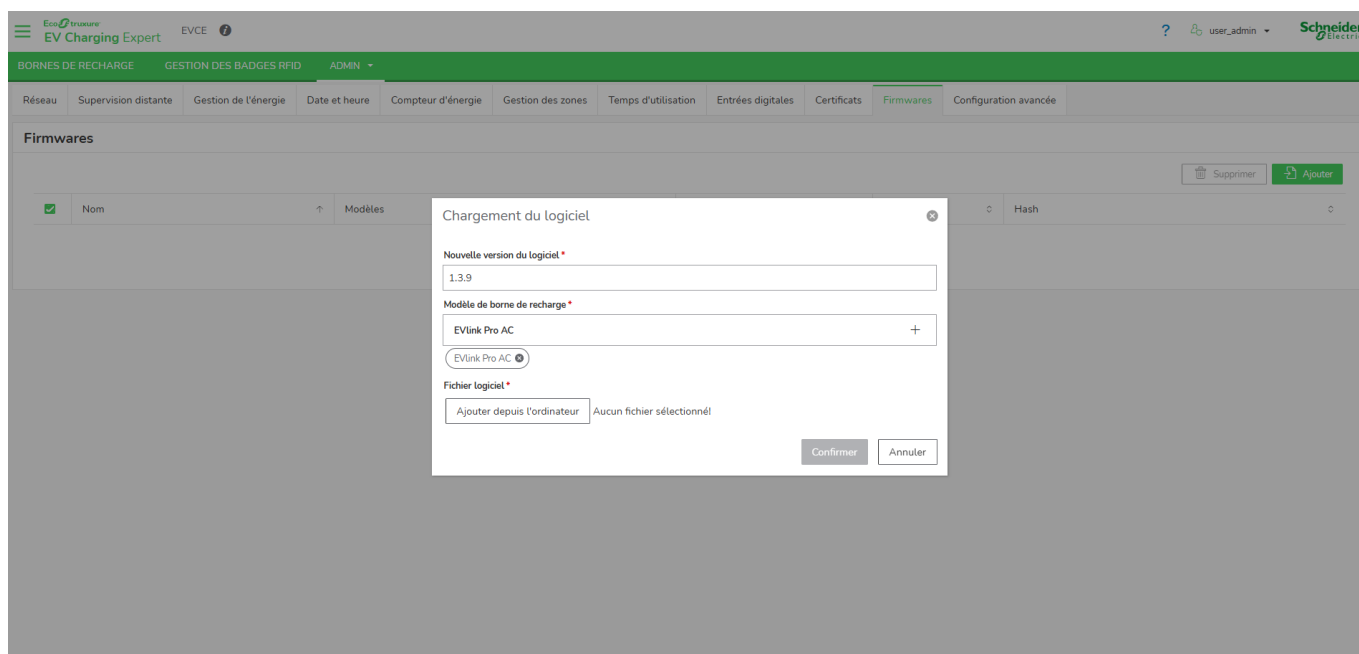 EcoStruxure
EV Charging Expert
EVCE
?
user_admin
Schneider
Electric
BORNES DE RECHARGE GESTION DES BADGES RFID ADMIN
Réseau Supervision distante Gestion de l'énergie Date et heure Compteur d'énergie Gestion des zones Temps d'utilisation Entrées digitales Certificats Firmwares Configuration avancée
Firmwares
Supprimer Ajouter
Nom Modèles Hash
Chargement du logiciel
Nouvelle version du logiciel *
1.3.9
Modèle de borne de recharge *
EVlink Pro AC +
EVlink Pro AC
Fichier logiciel *
Ajouter depuis l'ordinateur Aucun fichier sélectionné!
Confirmer Annuler